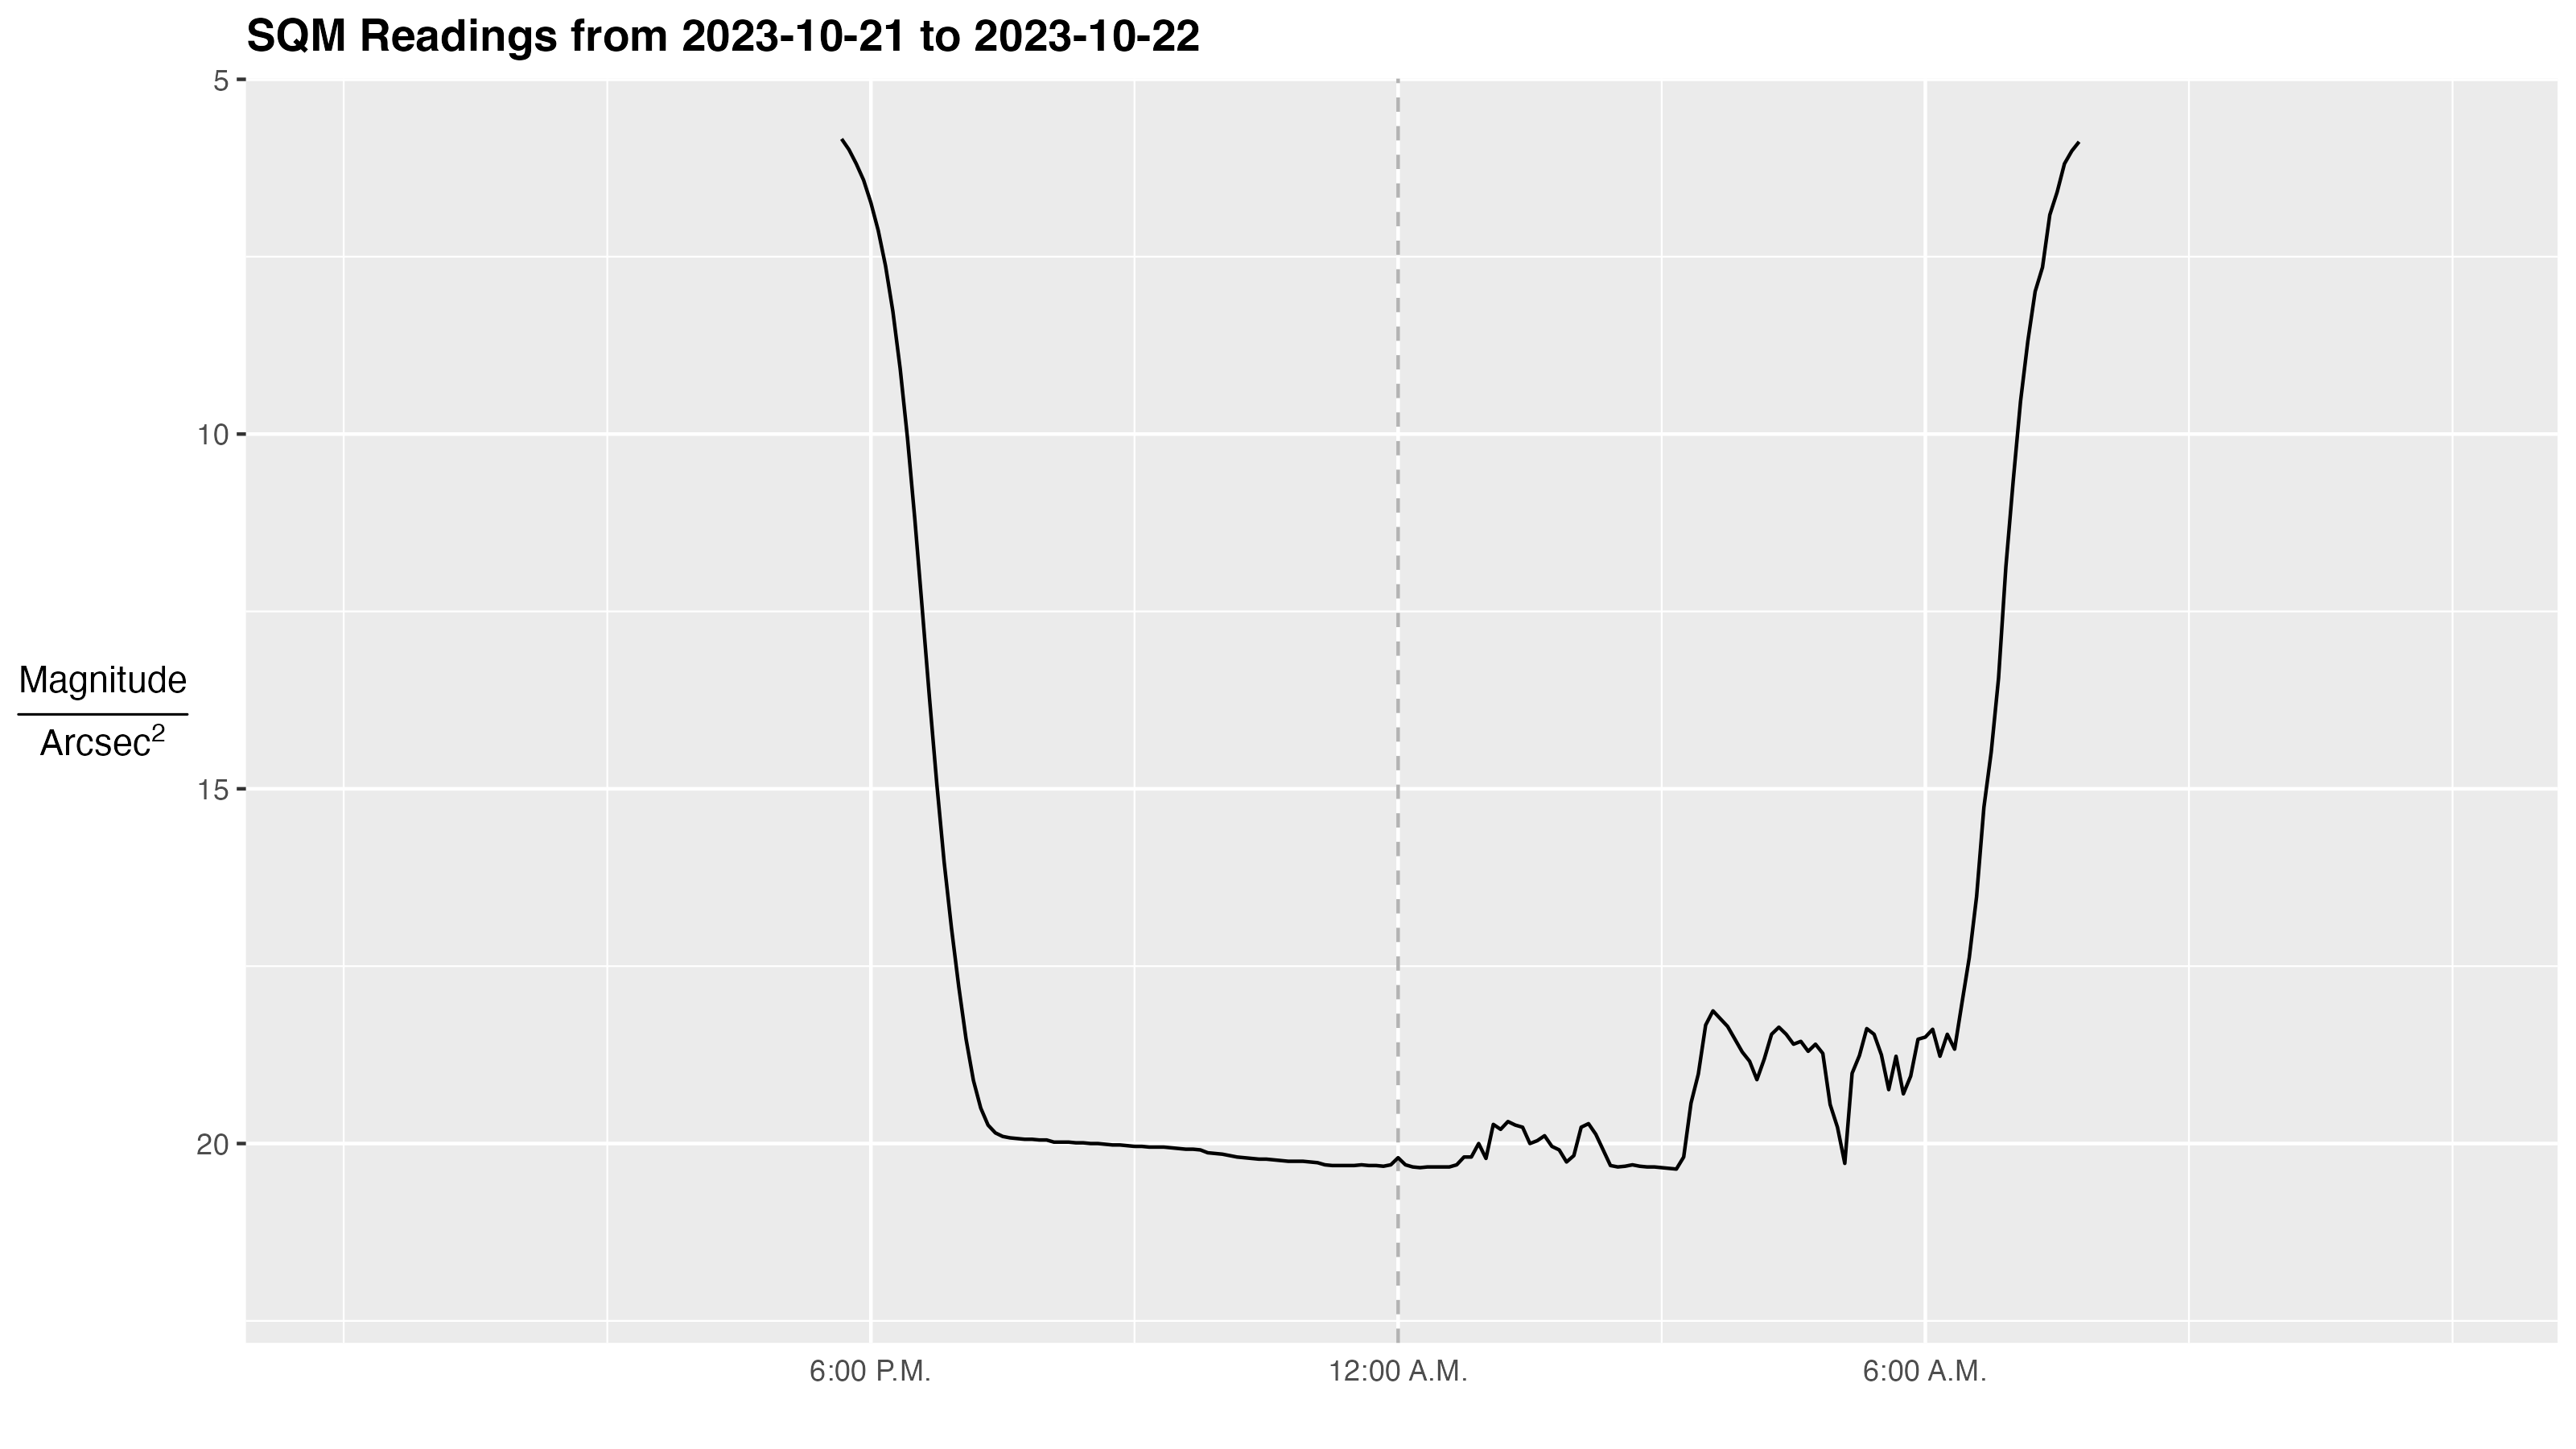 SQM Readings from 2023-10-21 to 2023-10-22
5
10
Magnitude
Arcsec²
15
20
6:00 P.M. 12:00 A.M. 6:00 A.M.